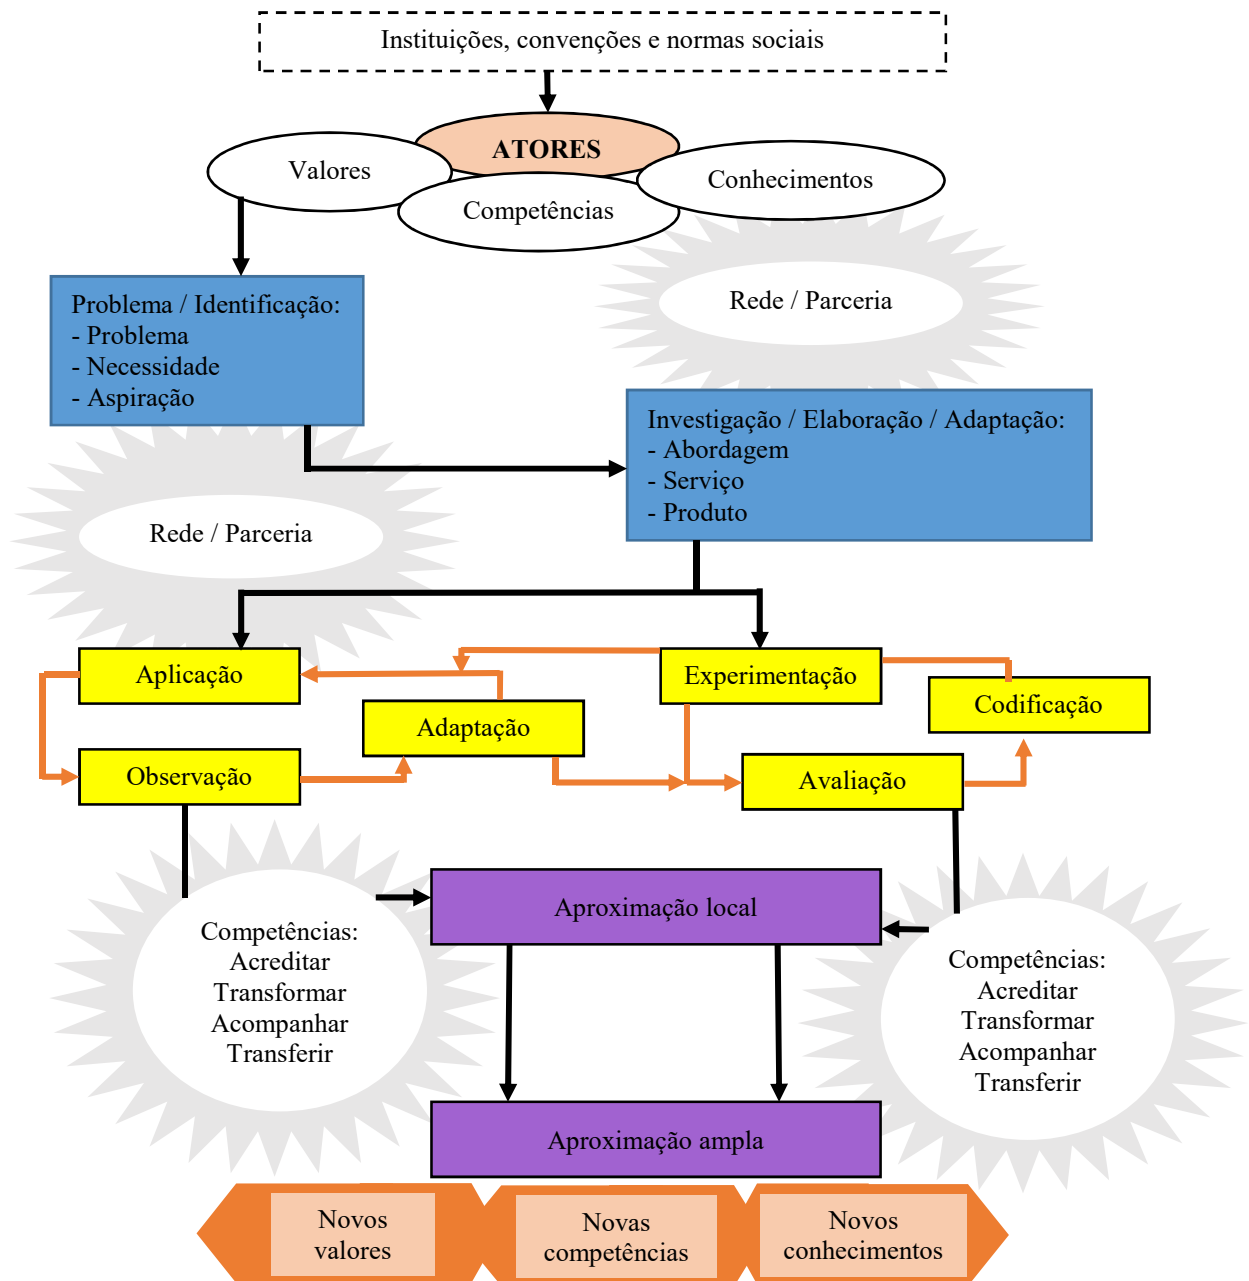 Instituições, convenções e normas sociais
ATORES
Valores
Conhecimentos
Competências
Problema / Identificação:
- Problema
- Necessidade
- Aspiração
Rede / Parceria
Investigação / Elaboração / Adaptação:
- Abordagem
- Serviço
- Produto
Rede / Parceria
Aplicação
Experimentação
Codificação
Adaptação
Observação
Avaliação
Aproximação local
Competências:
Acreditar
Transformar
Acompanhar
Transferir
Competências:
Acreditar
Transformar
Acompanhar
Transferir
Aproximação ampla
Novos
valores
Novas
competências
Novos
conhecimentos